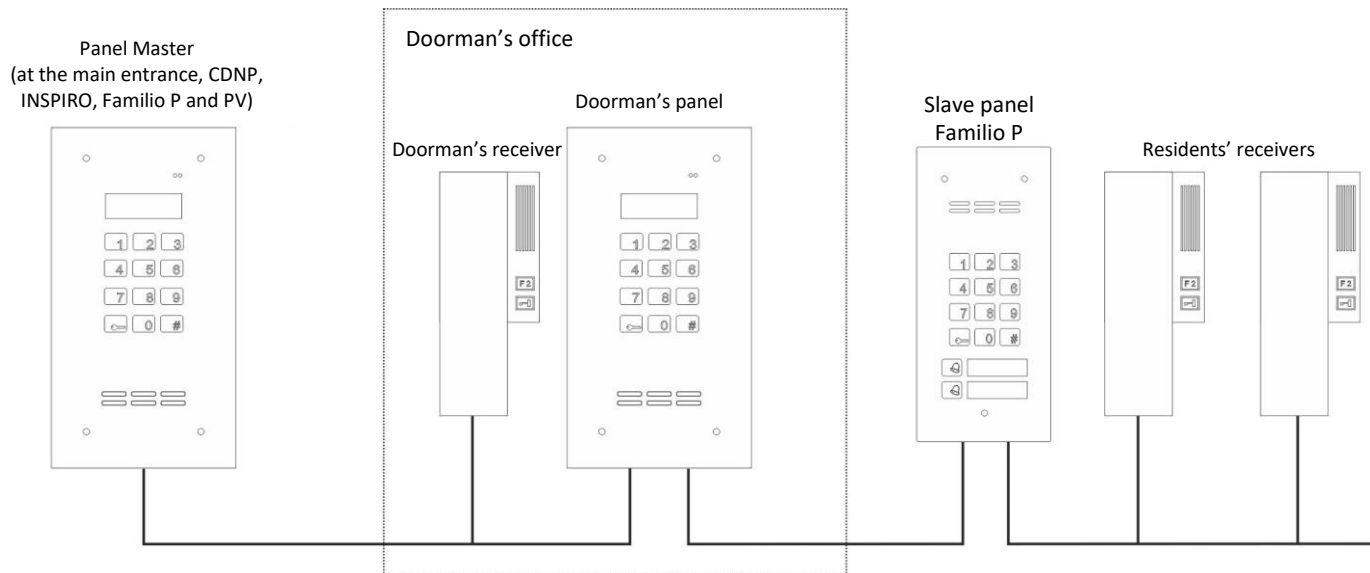 Panel Master
(at the main entrance, CDNP,
INSPIRO, Familio P and PV)
Doorman's office
Doorman's receiver
Doorman's panel
Slave panel
Familio P
Residents' receivers
1 2 3
4 5 6
7 8 9
0 #
F2
1 2 3
4 5 6
7 8 9
0 #
1 2 3
4 5 6
7 8 9
0 #
F2
F2